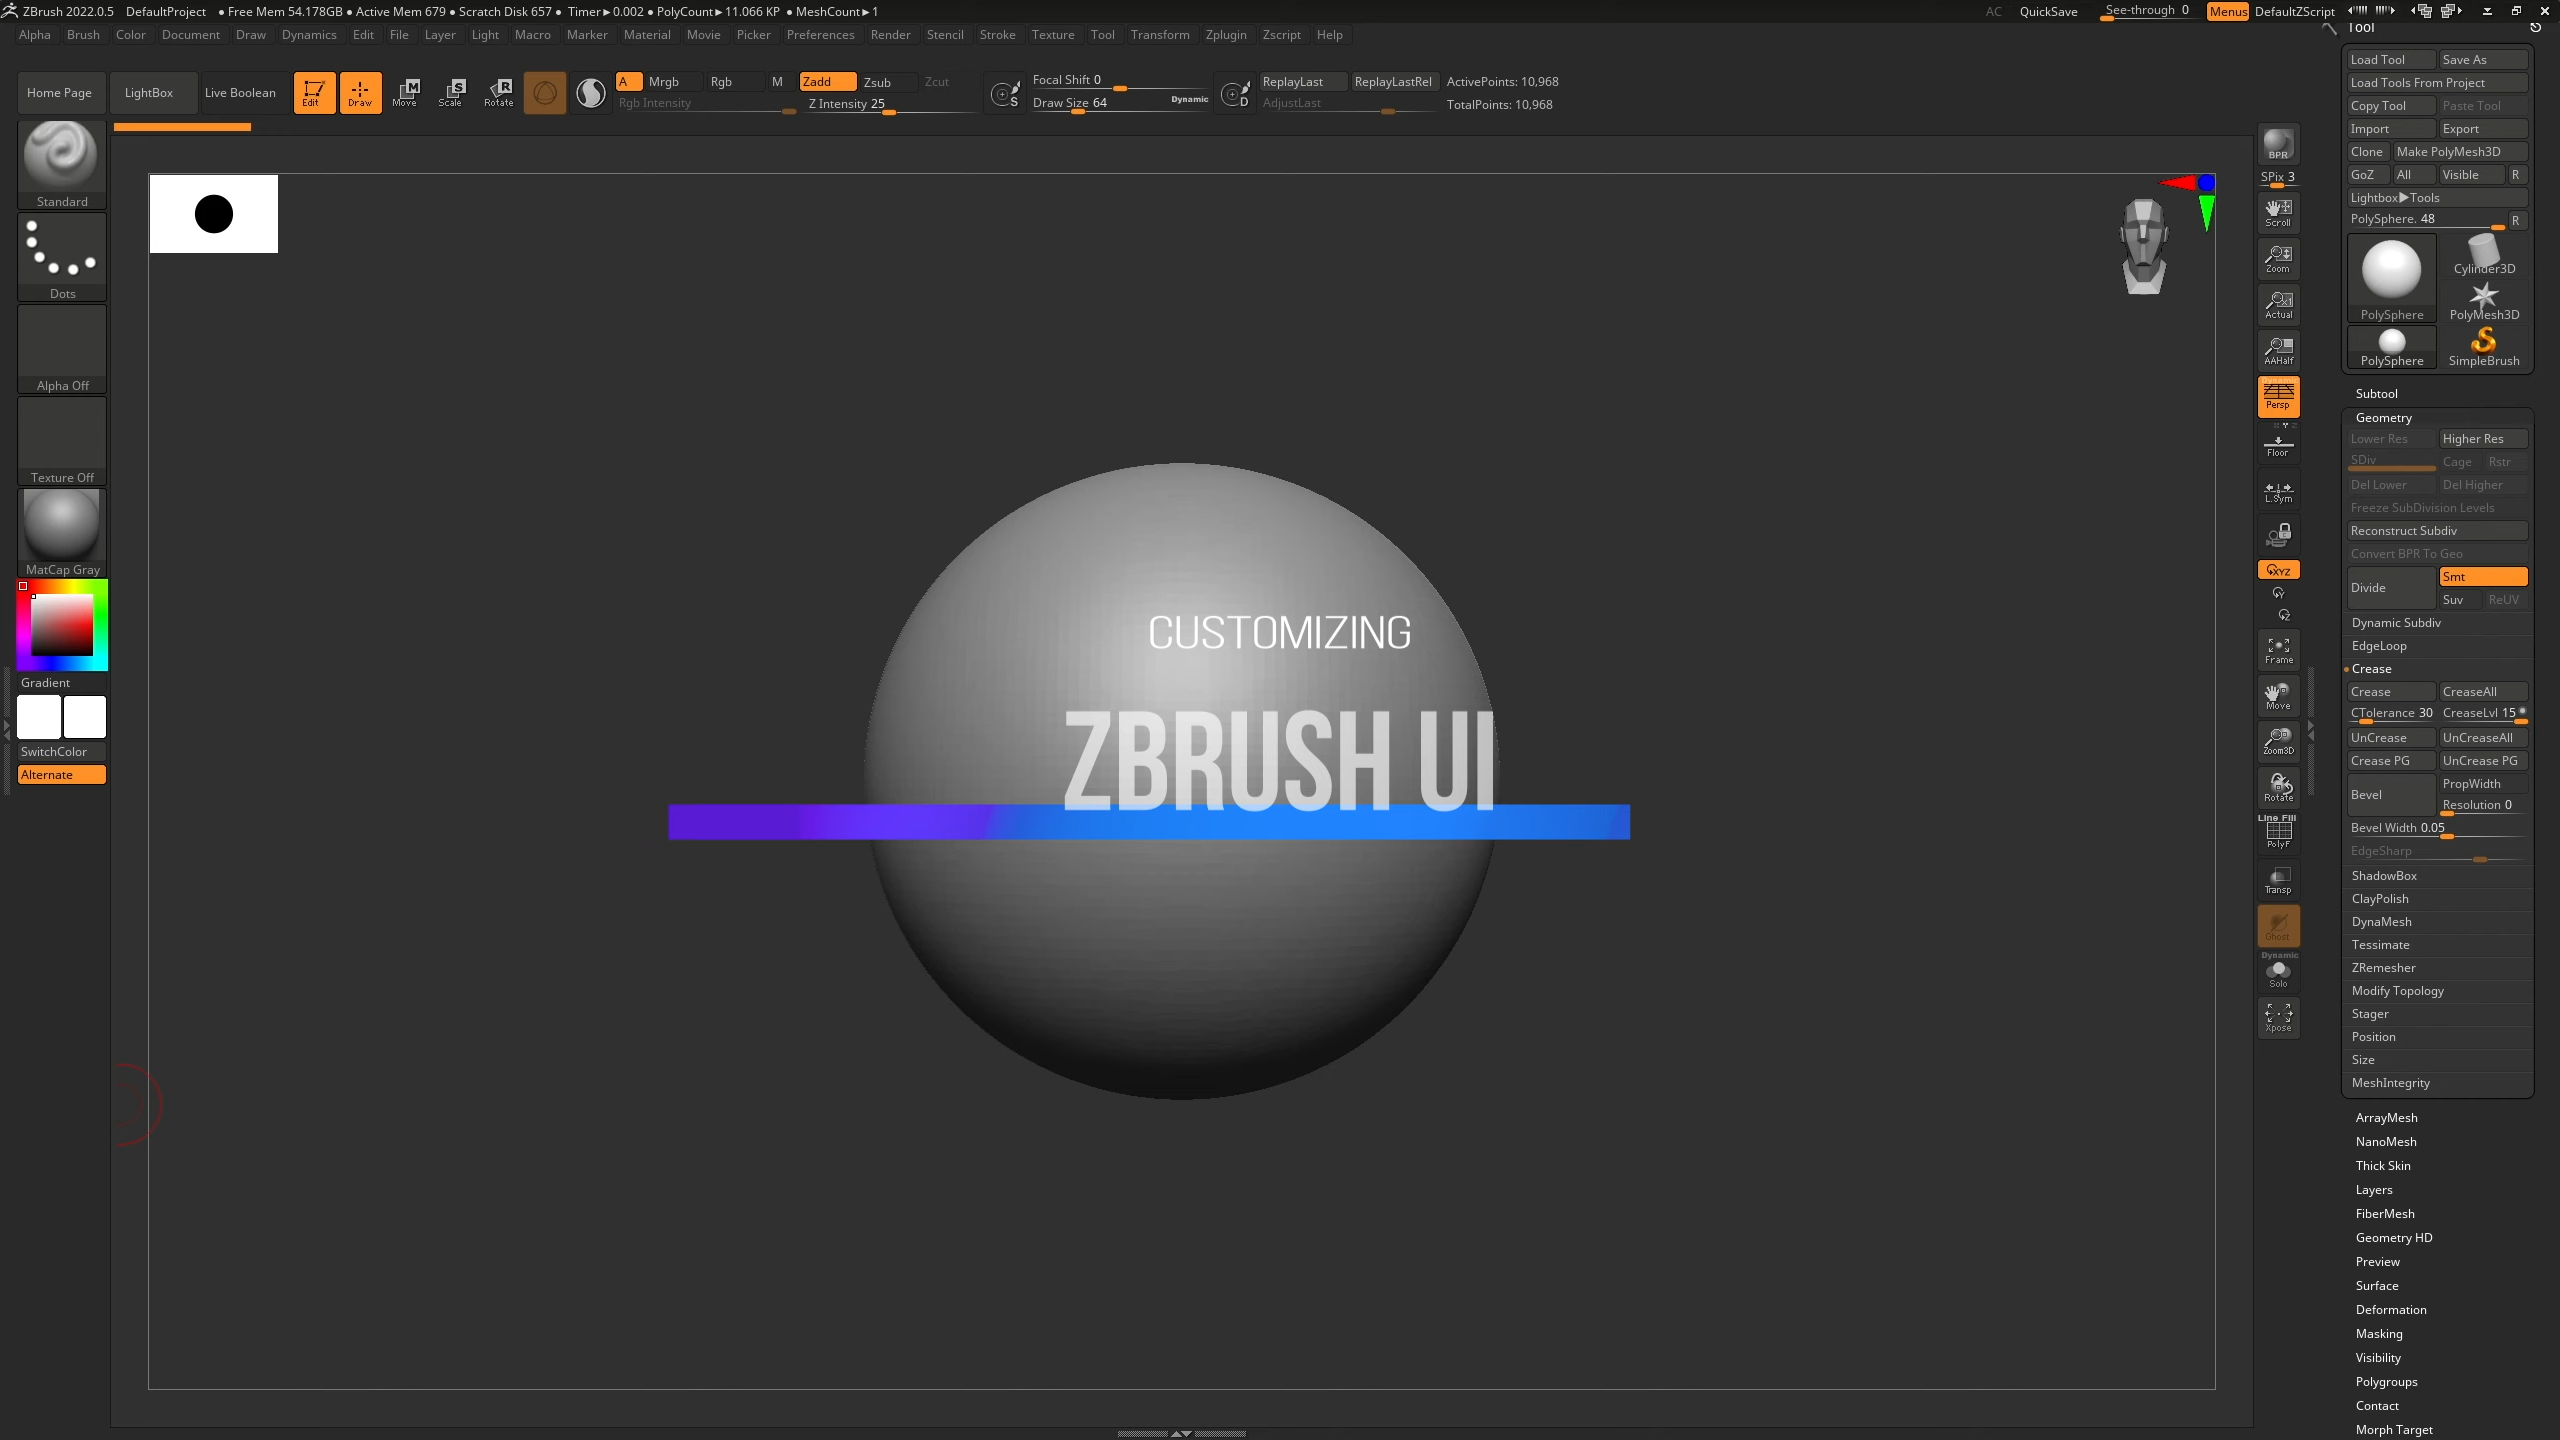 ZBrush 2022.0.5 DefaultProject ● Free Mem 54.178GB ● Active Mem 679 ● Scratch Disk 657 ● Timer►0.002 ● PolyCount►11.066 KP ● MeshCount►1 AC QuickSave See-through 0 Menus DefaultZScript
Alpha Brush Color Document Draw Dynamics Edit File Layer Light Macro Marker Material Movie Picker Preferences Render Stencil Stroke Texture Tool Transform Zplugin Zscript Help
Home Page LightBox Live Boolean Edit Draw Move Scale Rotate
A Mrgb Rgb M Zadd Zsub Zcut
Rgb Intensity Z Intensity 25
Focal Shift 0
Draw Size 64 Dynamic
ReplayLast ReplayLastRel
AdjustLast
ActivePoints: 10,968
TotalPoints: 10,968
Standard
Dots
Alpha Off
Texture Off
MatCap Gray
Gradient
SwitchColor
Alternate
CUSTOMIZING
ZBRUSH UI
BPR
SPix 3
Scroll
Zoom
Actual
AAHalf
Dynamic
Persp
Floor
L.Sym
XYZ
Frame
Move
Zoom3D
Rotate
Line Fill
PolyF
Transp
Ghost
Dynamic
Solo
Xpose
Tool
Load Tool Save As
Load Tools From Project
Copy Tool Paste Tool
Import Export
Clone Make PolyMesh3D
GoZ All Visible R
Lightbox►Tools
PolySphere. 48 R
PolySphere Cylinder3D
PolyMesh3D
PolySphere SimpleBrush
Subtool
Geometry
Lower Res Higher Res
SDiv Cage Rstr
Del Lower Del Higher
Freeze SubDivision Levels
Reconstruct Subdiv
Convert BPR To Geo
Divide Smt
Suv ReUV
Dynamic Subdiv
EdgeLoop
Crease
Crease CreaseAll
CTolerance 30 CreaseLvl 15
UnCrease UnCreaseAll
Crease PG UnCrease PG
Bevel PropWidth
Resolution 0
Bevel Width 0.05
EdgeSharp
ShadowBox
ClayPolish
DynaMesh
Tessimate
ZRemesher
Modify Topology
Stager
Position
Size
MeshIntegrity
ArrayMesh
NanoMesh
Thick Skin
Layers
FiberMesh
Geometry HD
Preview
Surface
Deformation
Masking
Visibility
Polygroups
Contact
Morph Target